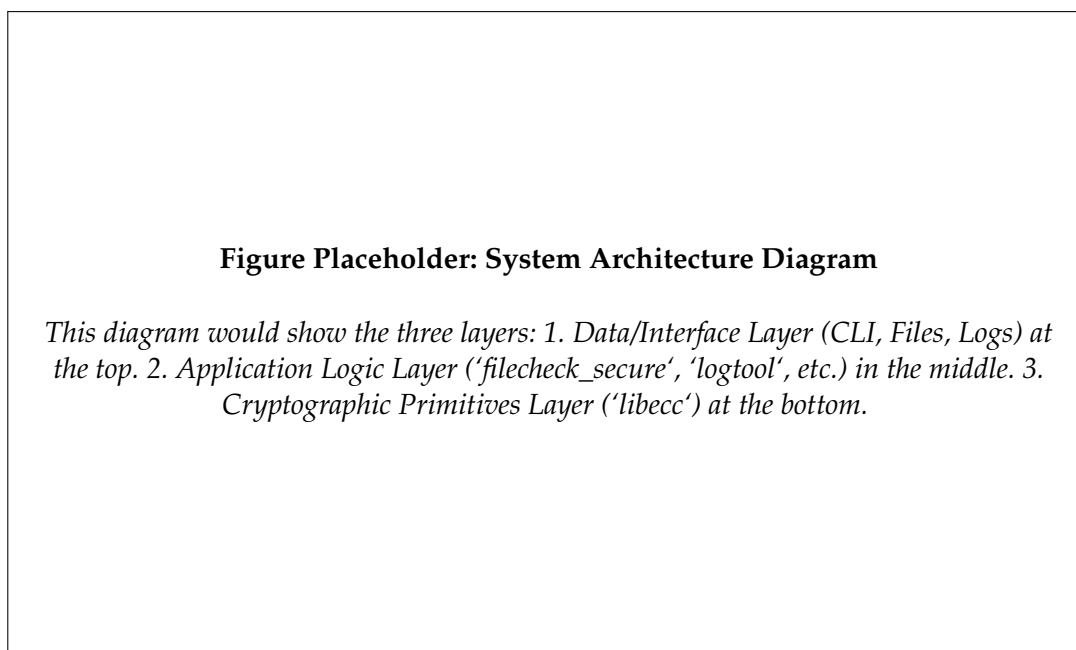 Figure Placeholder: System Architecture Diagram
This diagram would show the three layers: 1. Data/Interface Layer (CLI, Files, Logs) at
the top. 2. Application Logic Layer (‘filecheck_secure‘, ‘logtool‘, etc.) in the middle. 3.
Cryptographic Primitives Layer (‘libecc‘) at the bottom.